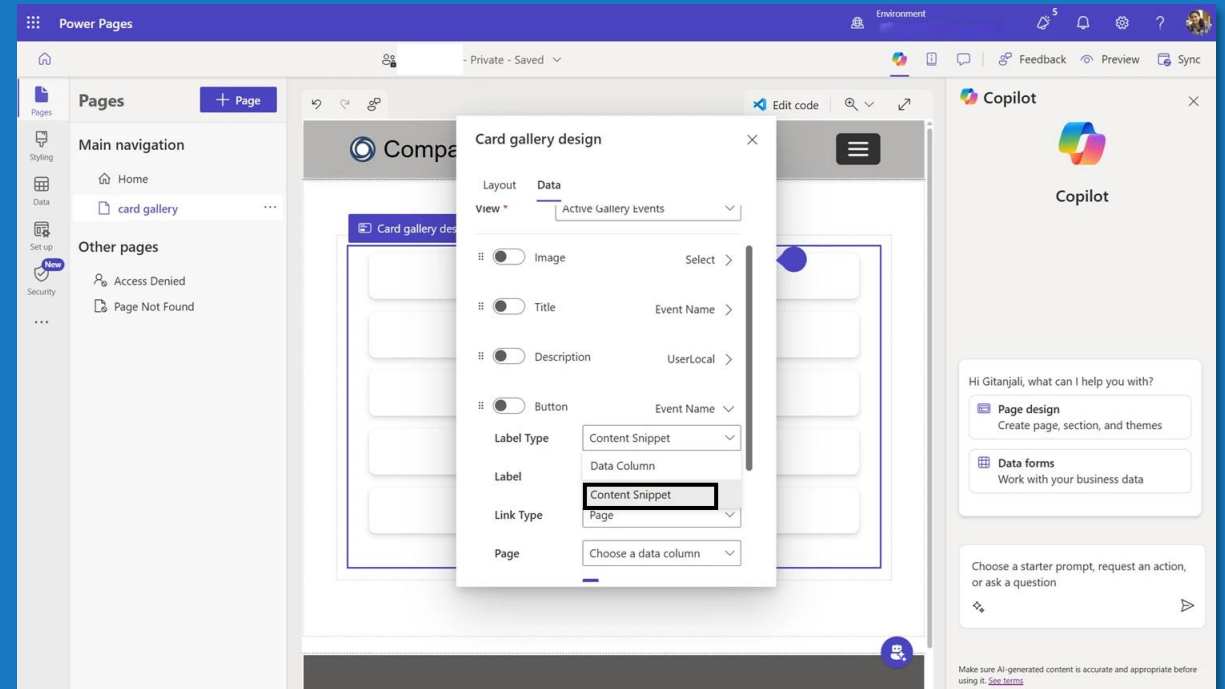 Power Pages
Environment
5
- Private - Saved
Feedback
Preview
Sync
Pages
Styling
Data
Set up
New
Security
Pages
+ Page
Main navigation
Home
card gallery
Other pages
Access Denied
Page Not Found
Edit code
Compa
Card gallery des
Card gallery design
Layout
Data
View *
Active Gallery Events
Image
Select
Title
Event Name
Description
UserLocal
Button
Event Name
Label Type
Content Snippet
Data Column
Label
Content Snippet
Link Type
Page
Page
Choose a data column
Copilot
Copilot
Hi Gitanjali, what can I help you with?
Page design
Create page, section, and themes
Data forms
Work with your business data
Choose a starter prompt, request an action,
or ask a question
Make sure AI-generated content is accurate and appropriate before
using it. See terms